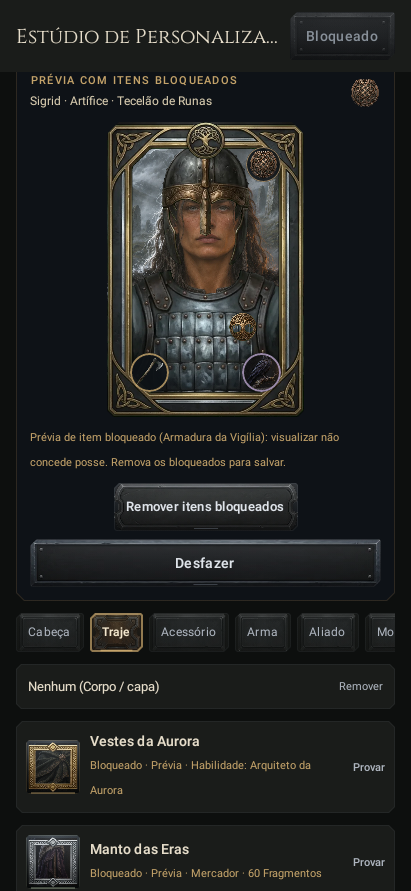 Estúdio de Personaliza...
Bloqueado
PRÉVIA COM ITENS BLOQUEADOS
Sigrid · Artífice · Tecelão de Runas
Prévia de item bloqueado (Armadura da Vigília): visualizar não
concede posse. Remova os bloqueados para salvar.
Remover itens bloqueados
Desfazer
Cabeça
Traje
Acessório
Arma
Aliado
Mo
Nenhum (Corpo / capa)
Remover
Vestes da Aurora
Bloqueado · Prévia · Habilidade: Arquiteto da
Aurora
Provar
Manto das Eras
Bloqueado · Prévia · Mercador · 60 Fragmentos
Provar